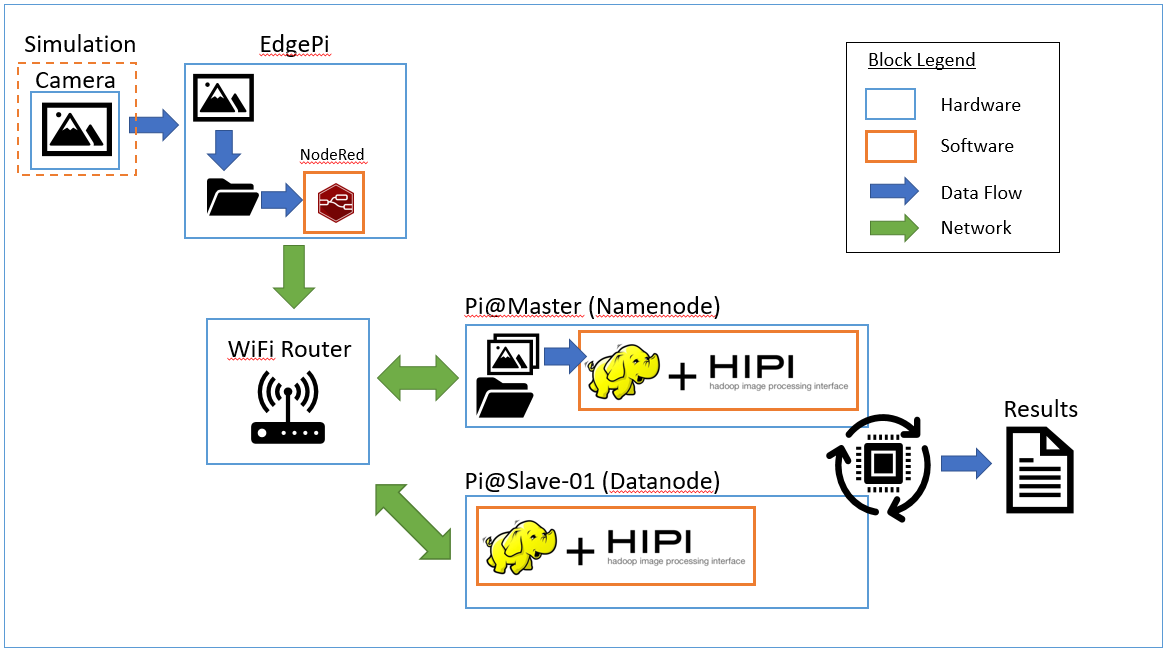 Simulation
Camera
EdgePi
NodeRed
Block Legend
Hardware
Software
Data Flow
Network
WiFi Router
Pi@Master (Namenode)
+ HIPI
hadoop image processing interface
Pi@Slave-01 (Datanode)
+ HIPI
hadoop image processing interface
Results